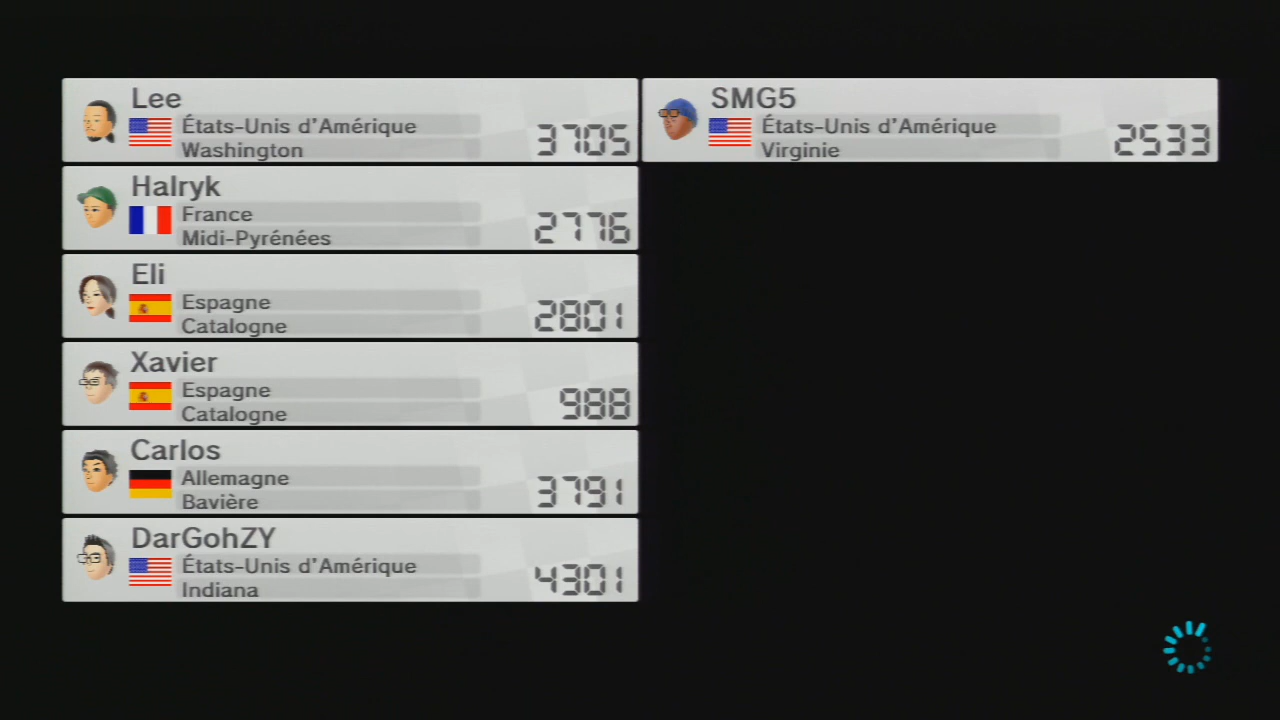 Lee
États-Unis d'Amérique
Washington
3705
Halryk
France
Midi-Pyrénées
2776
Eli
Espagne
Catalogne
2801
Xavier
Espagne
Catalogne
988
Carlos
Allemagne
Bavière
3791
DarGohZY
États-Unis d'Amérique
Indiana
4301
SMG5
États-Unis d'Amérique
Virginie
2533